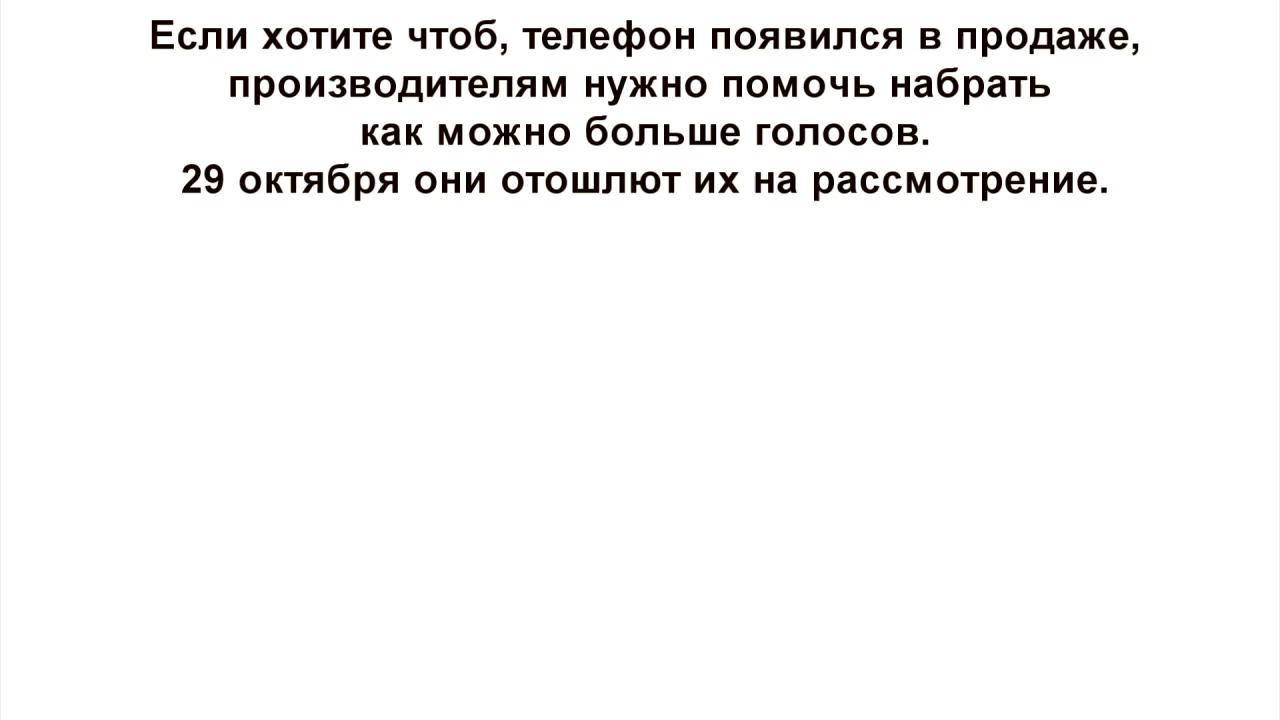 Если хотите чтоб, телефон появился в продаже,
производителям нужно помочь набрать
как можно больше голосов.
29 октября они отошлют их на рассмотрение.